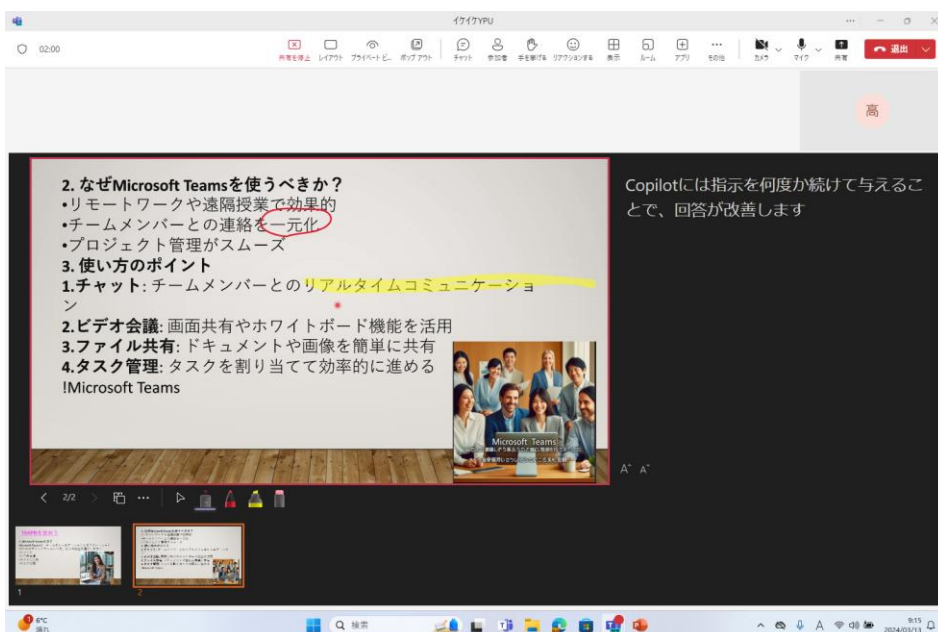 イケイケYPU
02:00
共有を停止 レイアウト プライベート ビ... ポップ アウト チャット 参加者 手を挙げる リアクションする 表示 ルーム アプリ その他 カメラ マイク 共有 退出
高
2. なぜMicrosoft Teamsを使うべきか？
•リモートワークや遠隔授業で効果的
•チームメンバーとの連絡を一元化
•プロジェクト管理がスムーズ
3. 使い方のポイント
1.チャット: チームメンバーとのリアルタイムコミュニケーショ
ン
2.ビデオ会議: 画面共有やホワイトボード機能を活用
3.ファイル共有: ドキュメントや画像を簡単に共有
4.タスク管理: タスクを割り当てて効率的に進める
!Microsoft Teams
Microsoft Teams
Copilotには指示を何度か続けて与えるこ
とで、回答が改善します
2/2
1
2
6°C
晴れ
検索
A
9:15
2024/03/13